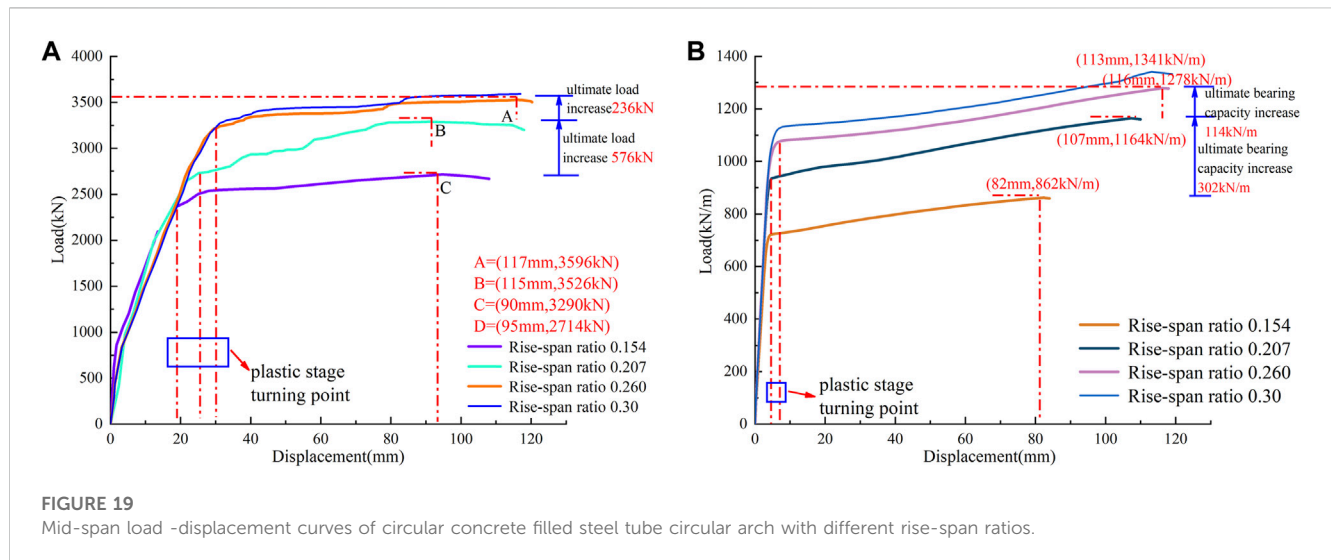 A
4000
3500
3000
2500
2000
1500
1000
500
0
Load(kN)
0 20 40 60 80 100 120
Displacement(mm)
ultimate load
increase236kN
ultimate load
increase 576kN
A
B
C
A=(117mm,3596kN)
B=(115mm,3526kN)
C=(90mm,3290kN)
D=(95mm,2714kN)
Rise-span ratio 0.154
Rise-span ratio 0.207
Rise-span ratio 0.260
Rise-span ratio 0.30
plastic stage
turning point
B
1400
1200
1000
800
600
400
200
0
Load(kN/m)
0 20 40 60 80 100 120
Displacement(mm)
(113mm,1341kN/m)
(116mm,1278kN/m)
(107mm,1164kN/m)
(82mm,862kN/m)
ultimate bearing
capacity increase
114kN/m
ultimate bearing
capacity increase
302kN/m
Rise-span ratio 0.154
Rise-span ratio 0.207
Rise-span ratio 0.260
Rise-span ratio 0.30
plastic stage
turning point
FIGURE 19
Mid-span load -displacement curves of circular concrete filled steel tube circular arch with different rise-span ratios.